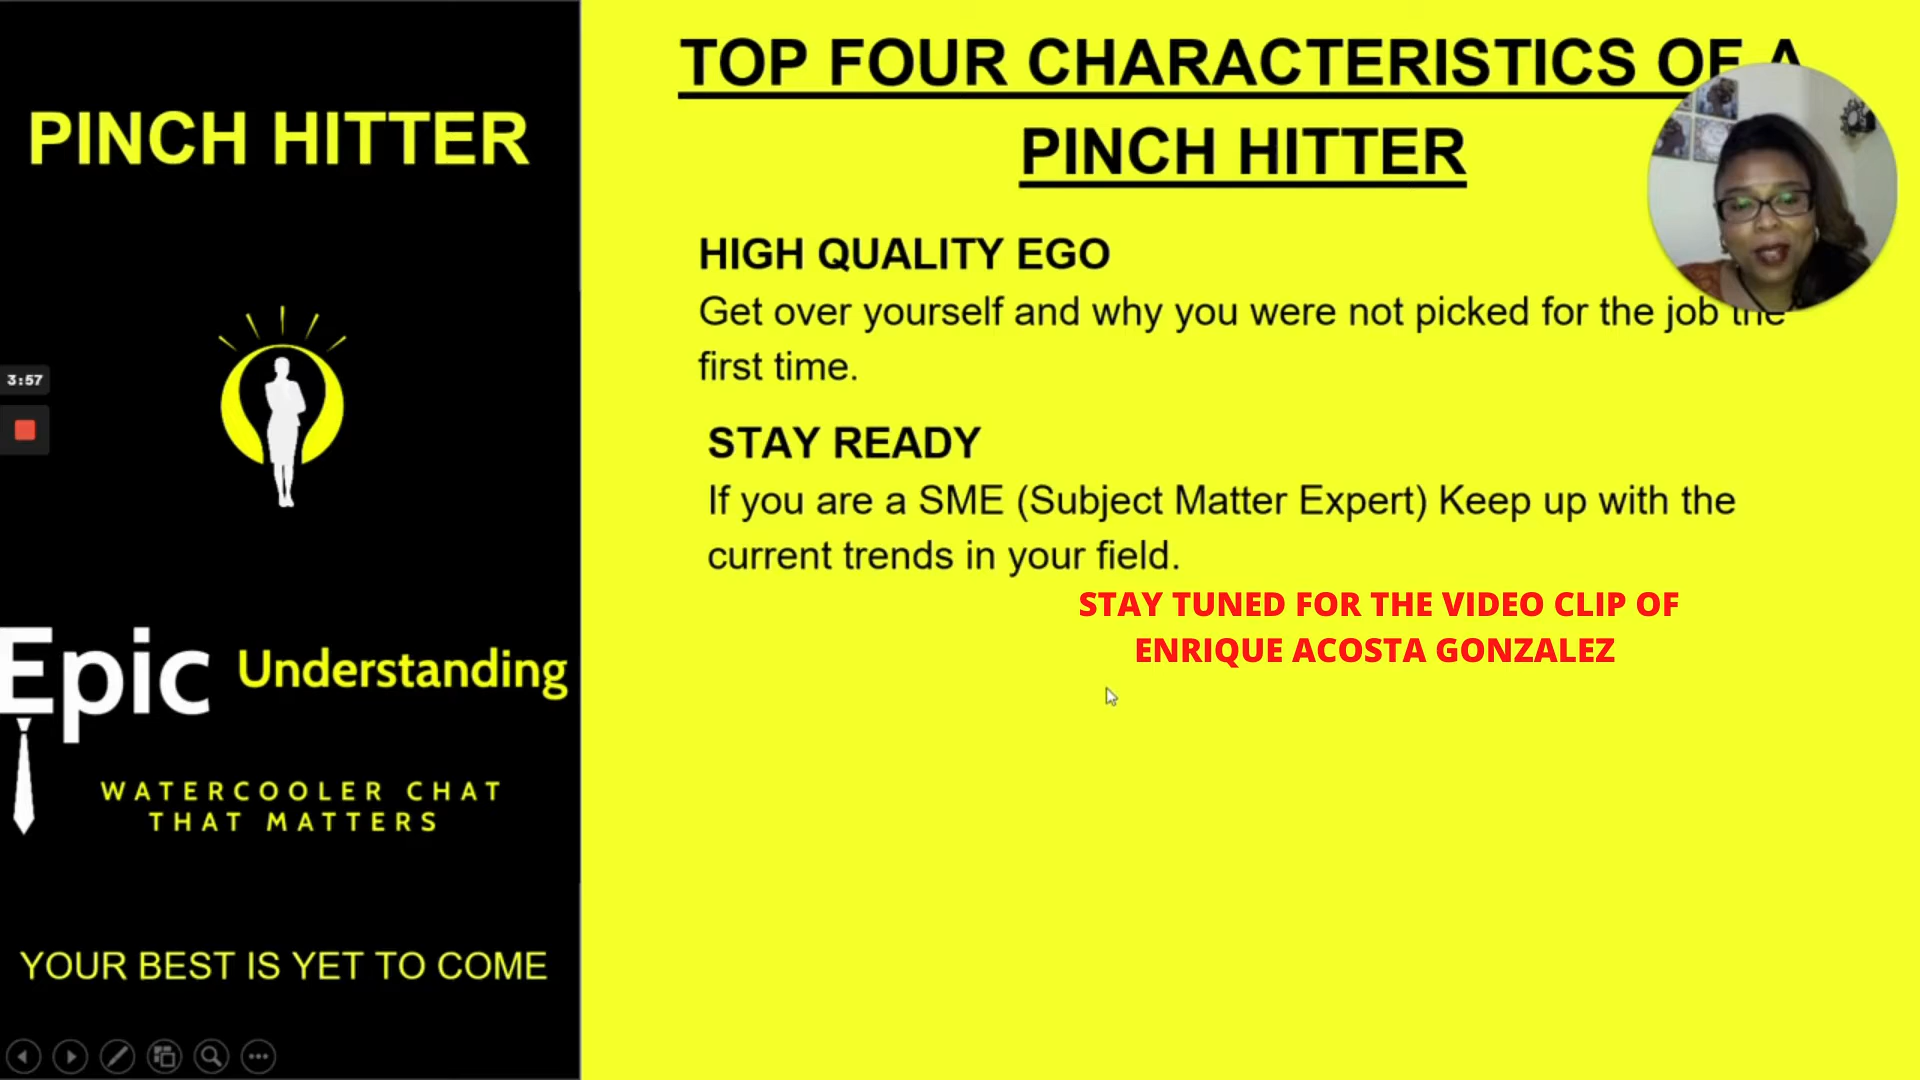 PINCH HITTER
3:57
Epic Understanding
WATERCOOLER CHAT
THAT MATTERS
YOUR BEST IS YET TO COME
TOP FOUR CHARACTERISTICS OF A
PINCH HITTER
HIGH QUALITY EGO
Get over yourself and why you were not picked for the job the
first time.
STAY READY
If you are a SME (Subject Matter Expert) Keep up with the
current trends in your field.
STAY TUNED FOR THE VIDEO CLIP OF
ENRIQUE ACOSTA GONZALEZ